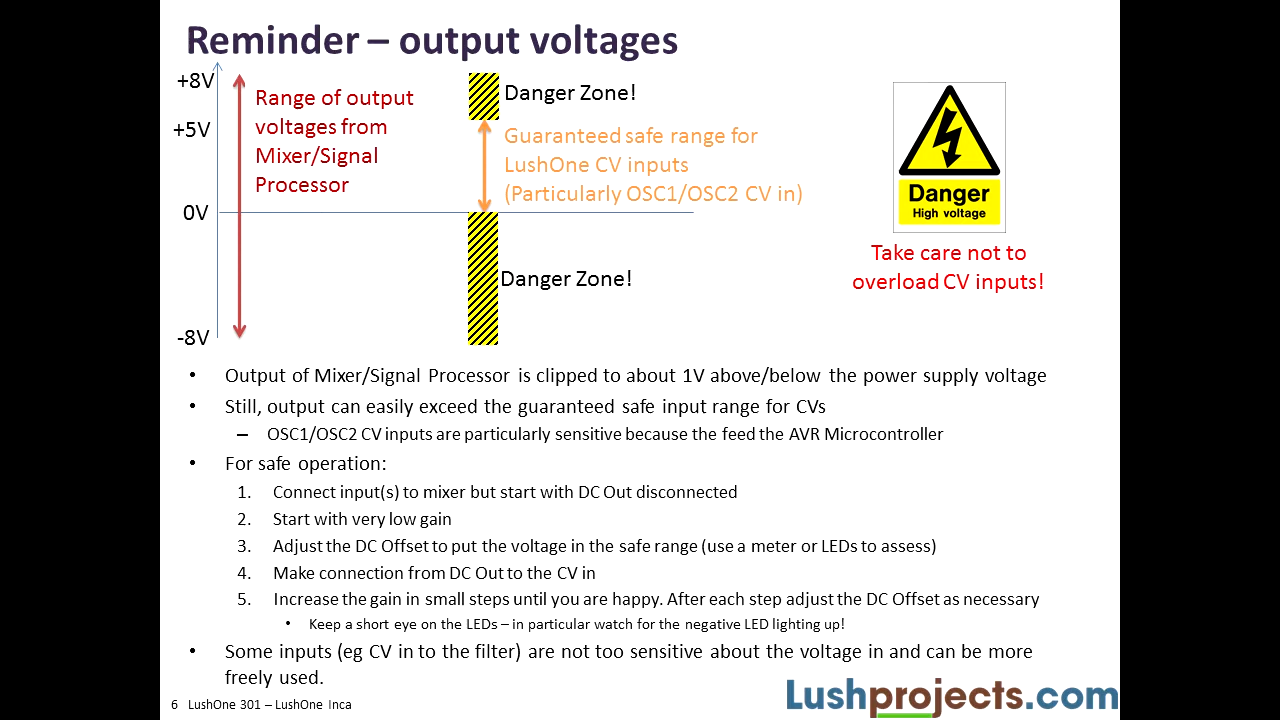 Reminder – output voltages
+8V
Range of output
voltages from
Mixer/Signal
Processor
+5V
0V
-8V
Danger Zone!
Guaranteed safe range for
LushOne CV inputs
(Particularly OSC1/OSC2 CV in)
Danger Zone!
Danger
High voltage
Take care not to
overload CV inputs!
• Output of Mixer/Signal Processor is clipped to about 1V above/below the power supply voltage
• Still, output can easily exceed the guaranteed safe input range for CVs
– OSC1/OSC2 CV inputs are particularly sensitive because the feed the AVR Microcontroller
• For safe operation:
1. Connect input(s) to mixer but start with DC Out disconnected
2. Start with very low gain
3. Adjust the DC Offset to put the voltage in the safe range (use a meter or LEDs to assess)
4. Make connection from DC Out to the CV in
5. Increase the gain in small steps until you are happy. After each step adjust the DC Offset as necessary
• Keep a short eye on the LEDs – in particular watch for the negative LED lighting up!
• Some inputs (eg CV in to the filter) are not too sensitive about the voltage in and can be more
freely used.
6 LushOne 301 – LushOne Inca
Lushprojects.com